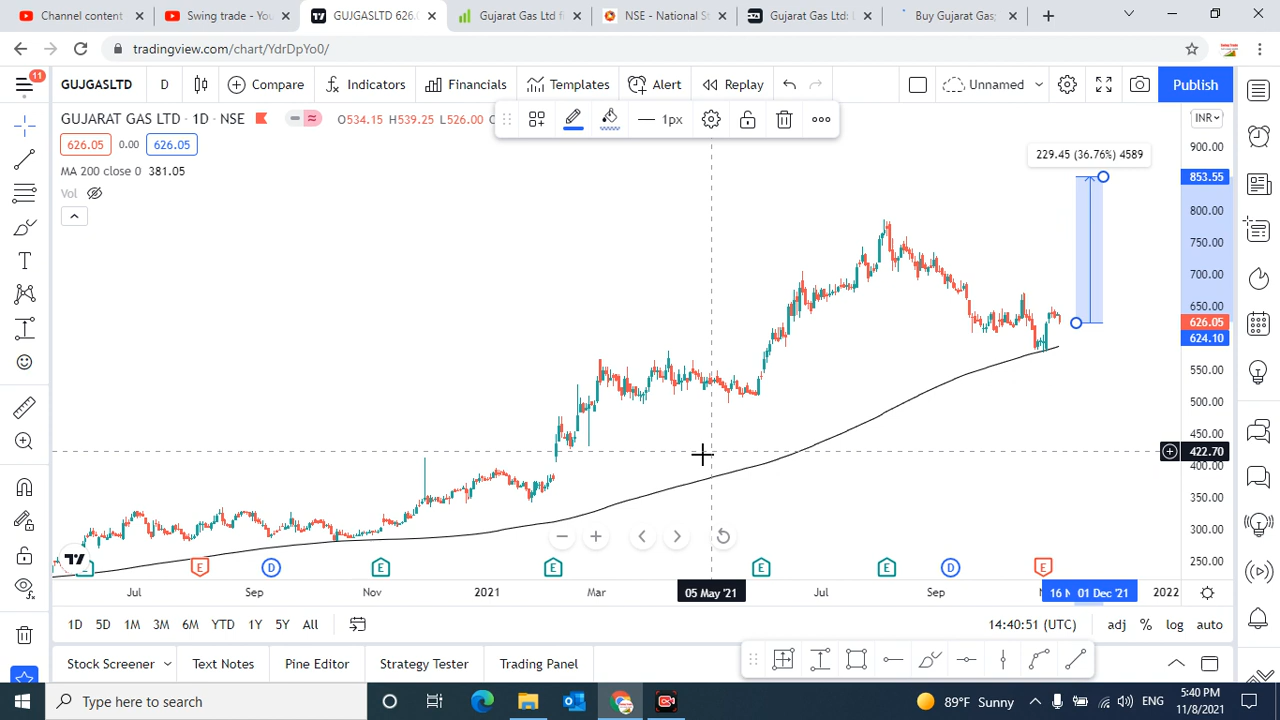 Channel content
Swing trade - You
GUJGASLTD 626.0
Gujarat Gas Ltd f
NSE - National St
Gujarat Gas Ltd:
Buy Gujarat Gas;
tradingview.com/chart/YdrDpYo0/
11
GUJGASLTD
D
Compare
Indicators
Financials
Templates
Alert
Replay
Unnamed
Publish
GUJARAT GAS LTD · 1D · NSE
O534.15 H539.25 L526.00
1px
INR
626.05
0.00
626.05
MA 200 close 0 381.05
Vol
229.45 (36.76%) 4589
900.00
853.55
800.00
750.00
700.00
650.00
626.05
624.10
550.00
500.00
450.00
422.70
400.00
350.00
300.00
250.00
E
D
E
E
E
E
D
E
Jul
Sep
Nov
2021
Mar
05 May '21
Jul
Sep
16 N
01 Dec '21
2022
1D 5D 1M 3M 6M YTD 1Y 5Y All
14:40:51 (UTC)
adj % log auto
Stock Screener
Text Notes
Pine Editor
Strategy Tester
Trading Panel
Type here to search
89°F Sunny
ENG
5:40 PM
11/8/2021